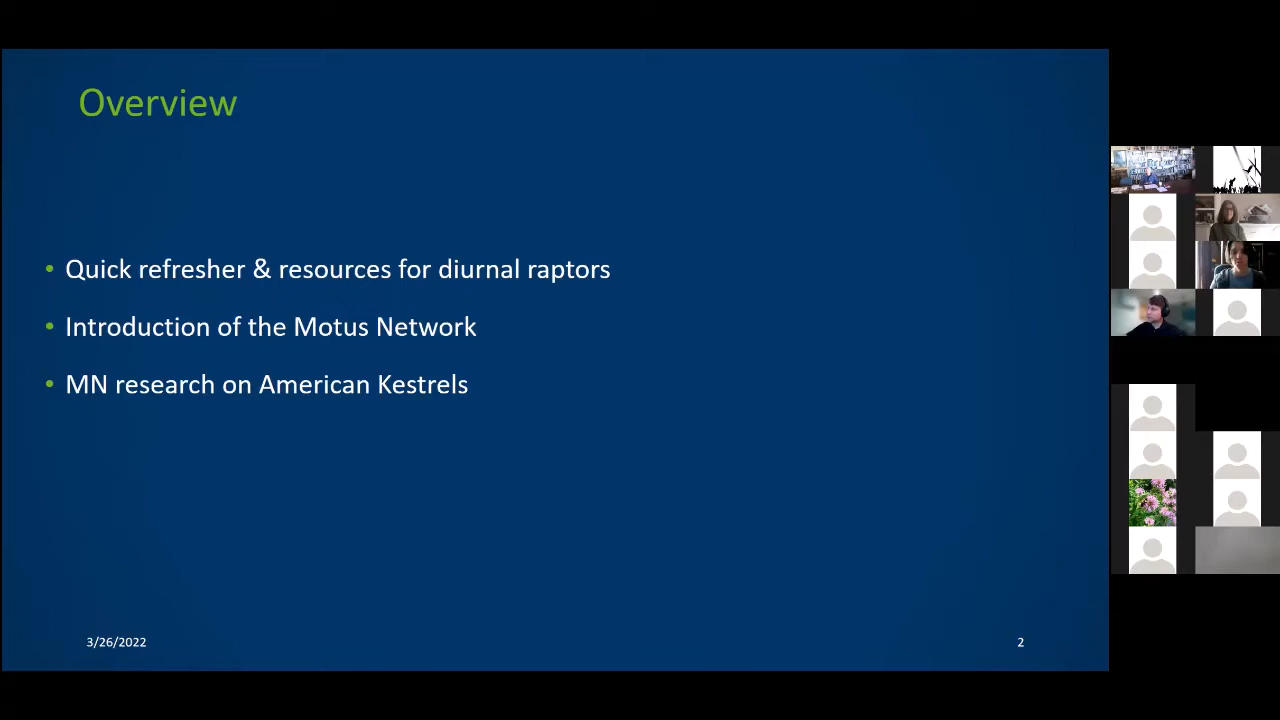 Overview
• Quick refresher & resources for diurnal raptors
• Introduction of the Motus Network
• MN research on American Kestrels
3/26/2022
2